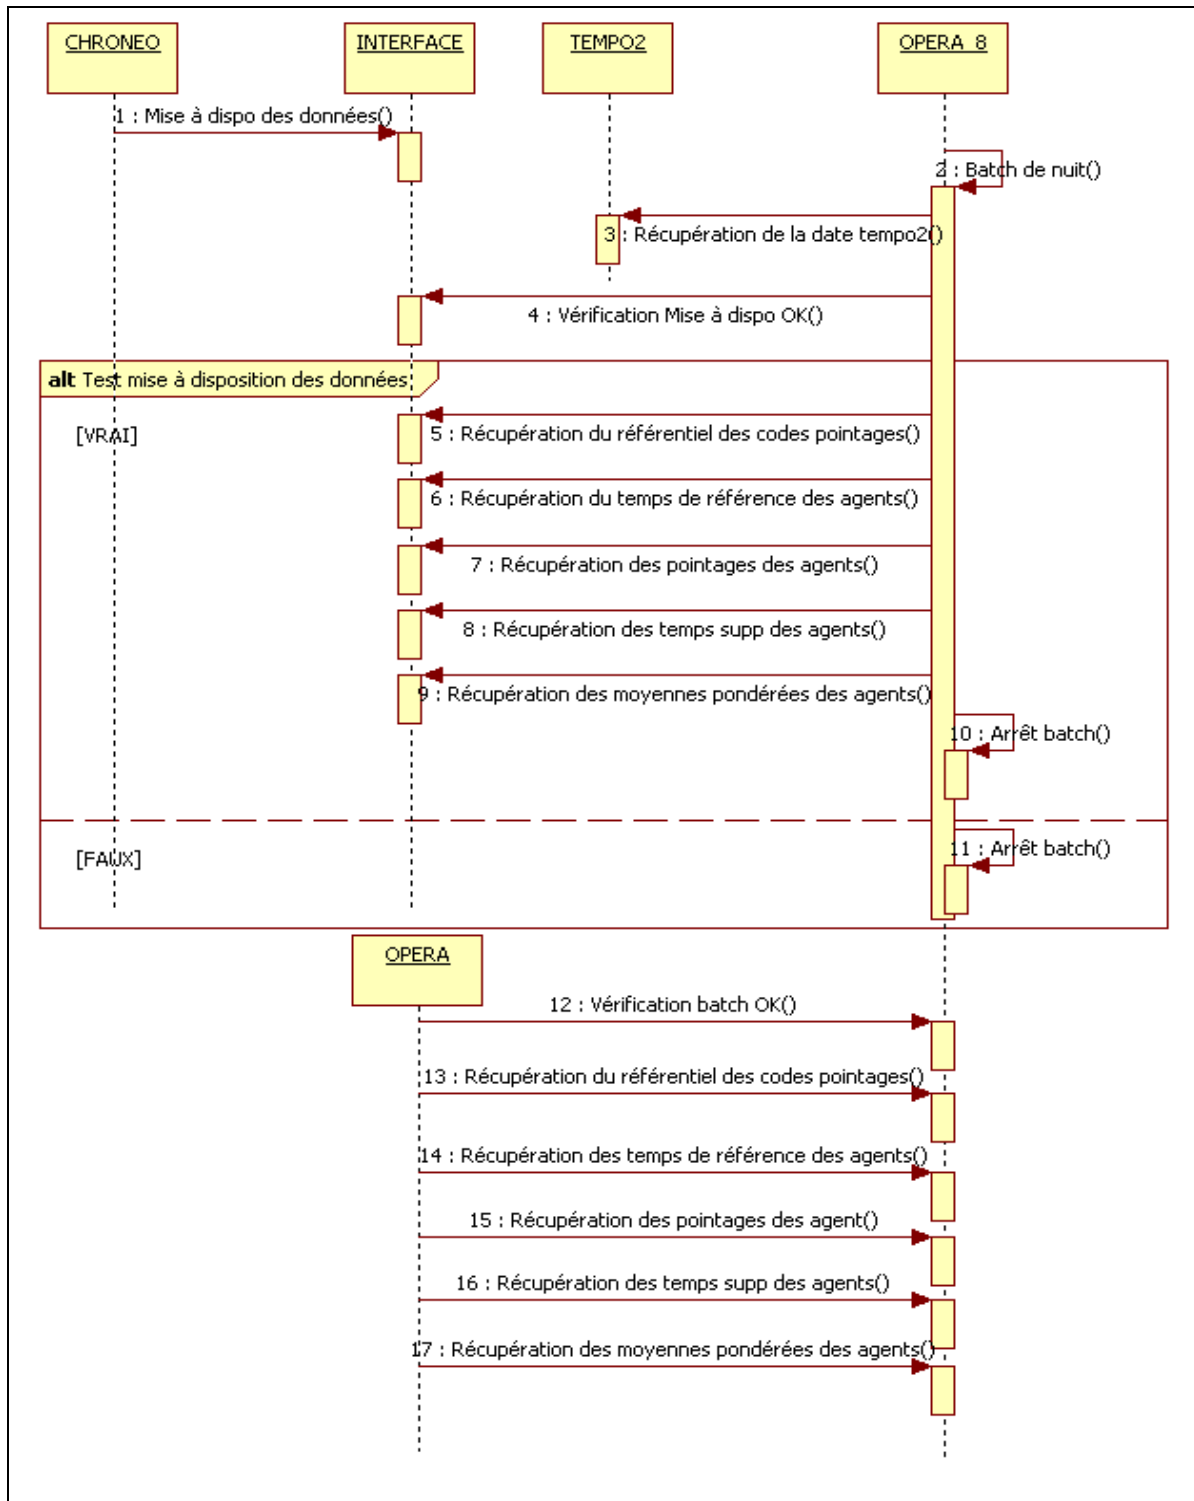 CHRONEO
INTERFACE
TEMPO2
OPERA 8
1 : Mise à dispo des données()
2 : Batch de nuit()
3 : Récupération de la date tempo2()
4 : Vérification Mise à dispo OK()
alt Test mise à disposition des données
[VRAI]
5 : Récupération du référentiel des codes pointages()
6 : Récupération du temps de référence des agents()
7 : Récupération des pointages des agents()
8 : Récupération des temps supp des agents()
9 : Récupération des moyennes pondérées des agents()
10 : Arrêt batch()
[FAUX]
11 : Arrêt batch()
OPERA
12 : Vérification batch OK()
13 : Récupération du référentiel des codes pointages()
14 : Récupération des temps de référence des agents()
15 : Récupération des pointages des agent()
16 : Récupération des temps supp des agents()
17 : Récupération des moyennes pondérées des agents()